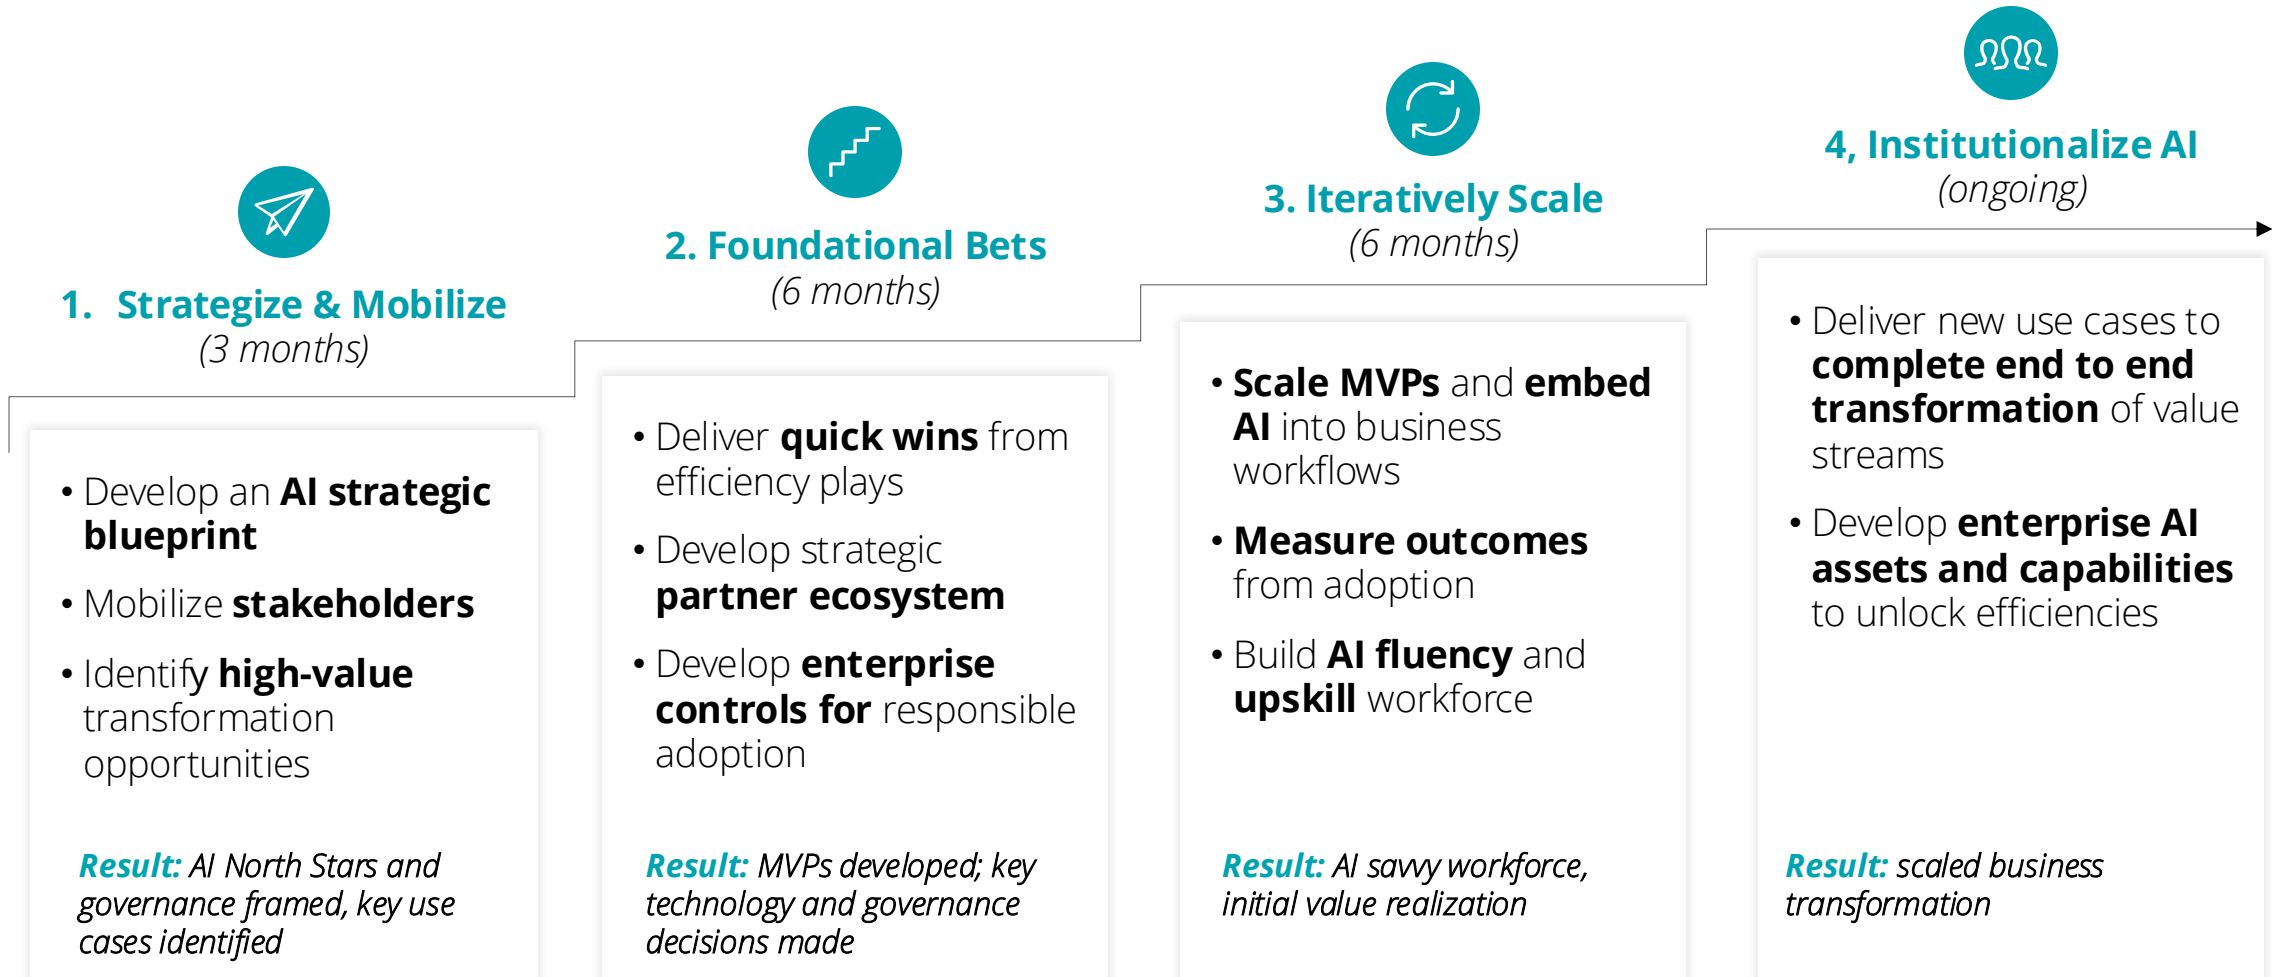 1. Strategize & Mobilize
(3 months)
• Develop an AI strategic
blueprint
• Mobilize stakeholders
• Identify high-value
transformation
opportunities
Result: AI North Stars and
governance framed, key use
cases identified
2. Foundational Bets
(6 months)
• Deliver quick wins from
efficiency plays
• Develop strategic
partner ecosystem
• Develop enterprise
controls for responsible
adoption
Result: MVPs developed; key
technology and governance
decisions made
3. Iteratively Scale
(6 months)
• Scale MVPs and embed
AI into business
workflows
• Measure outcomes
from adoption
• Build AI fluency and
upskill workforce
Result: AI savvy workforce,
initial value realization
4, Institutionalize AI
(ongoing)
• Deliver new use cases to
complete end to end
transformation of value
streams
• Develop enterprise AI
assets and capabilities
to unlock efficiencies
Result: scaled business
transformation